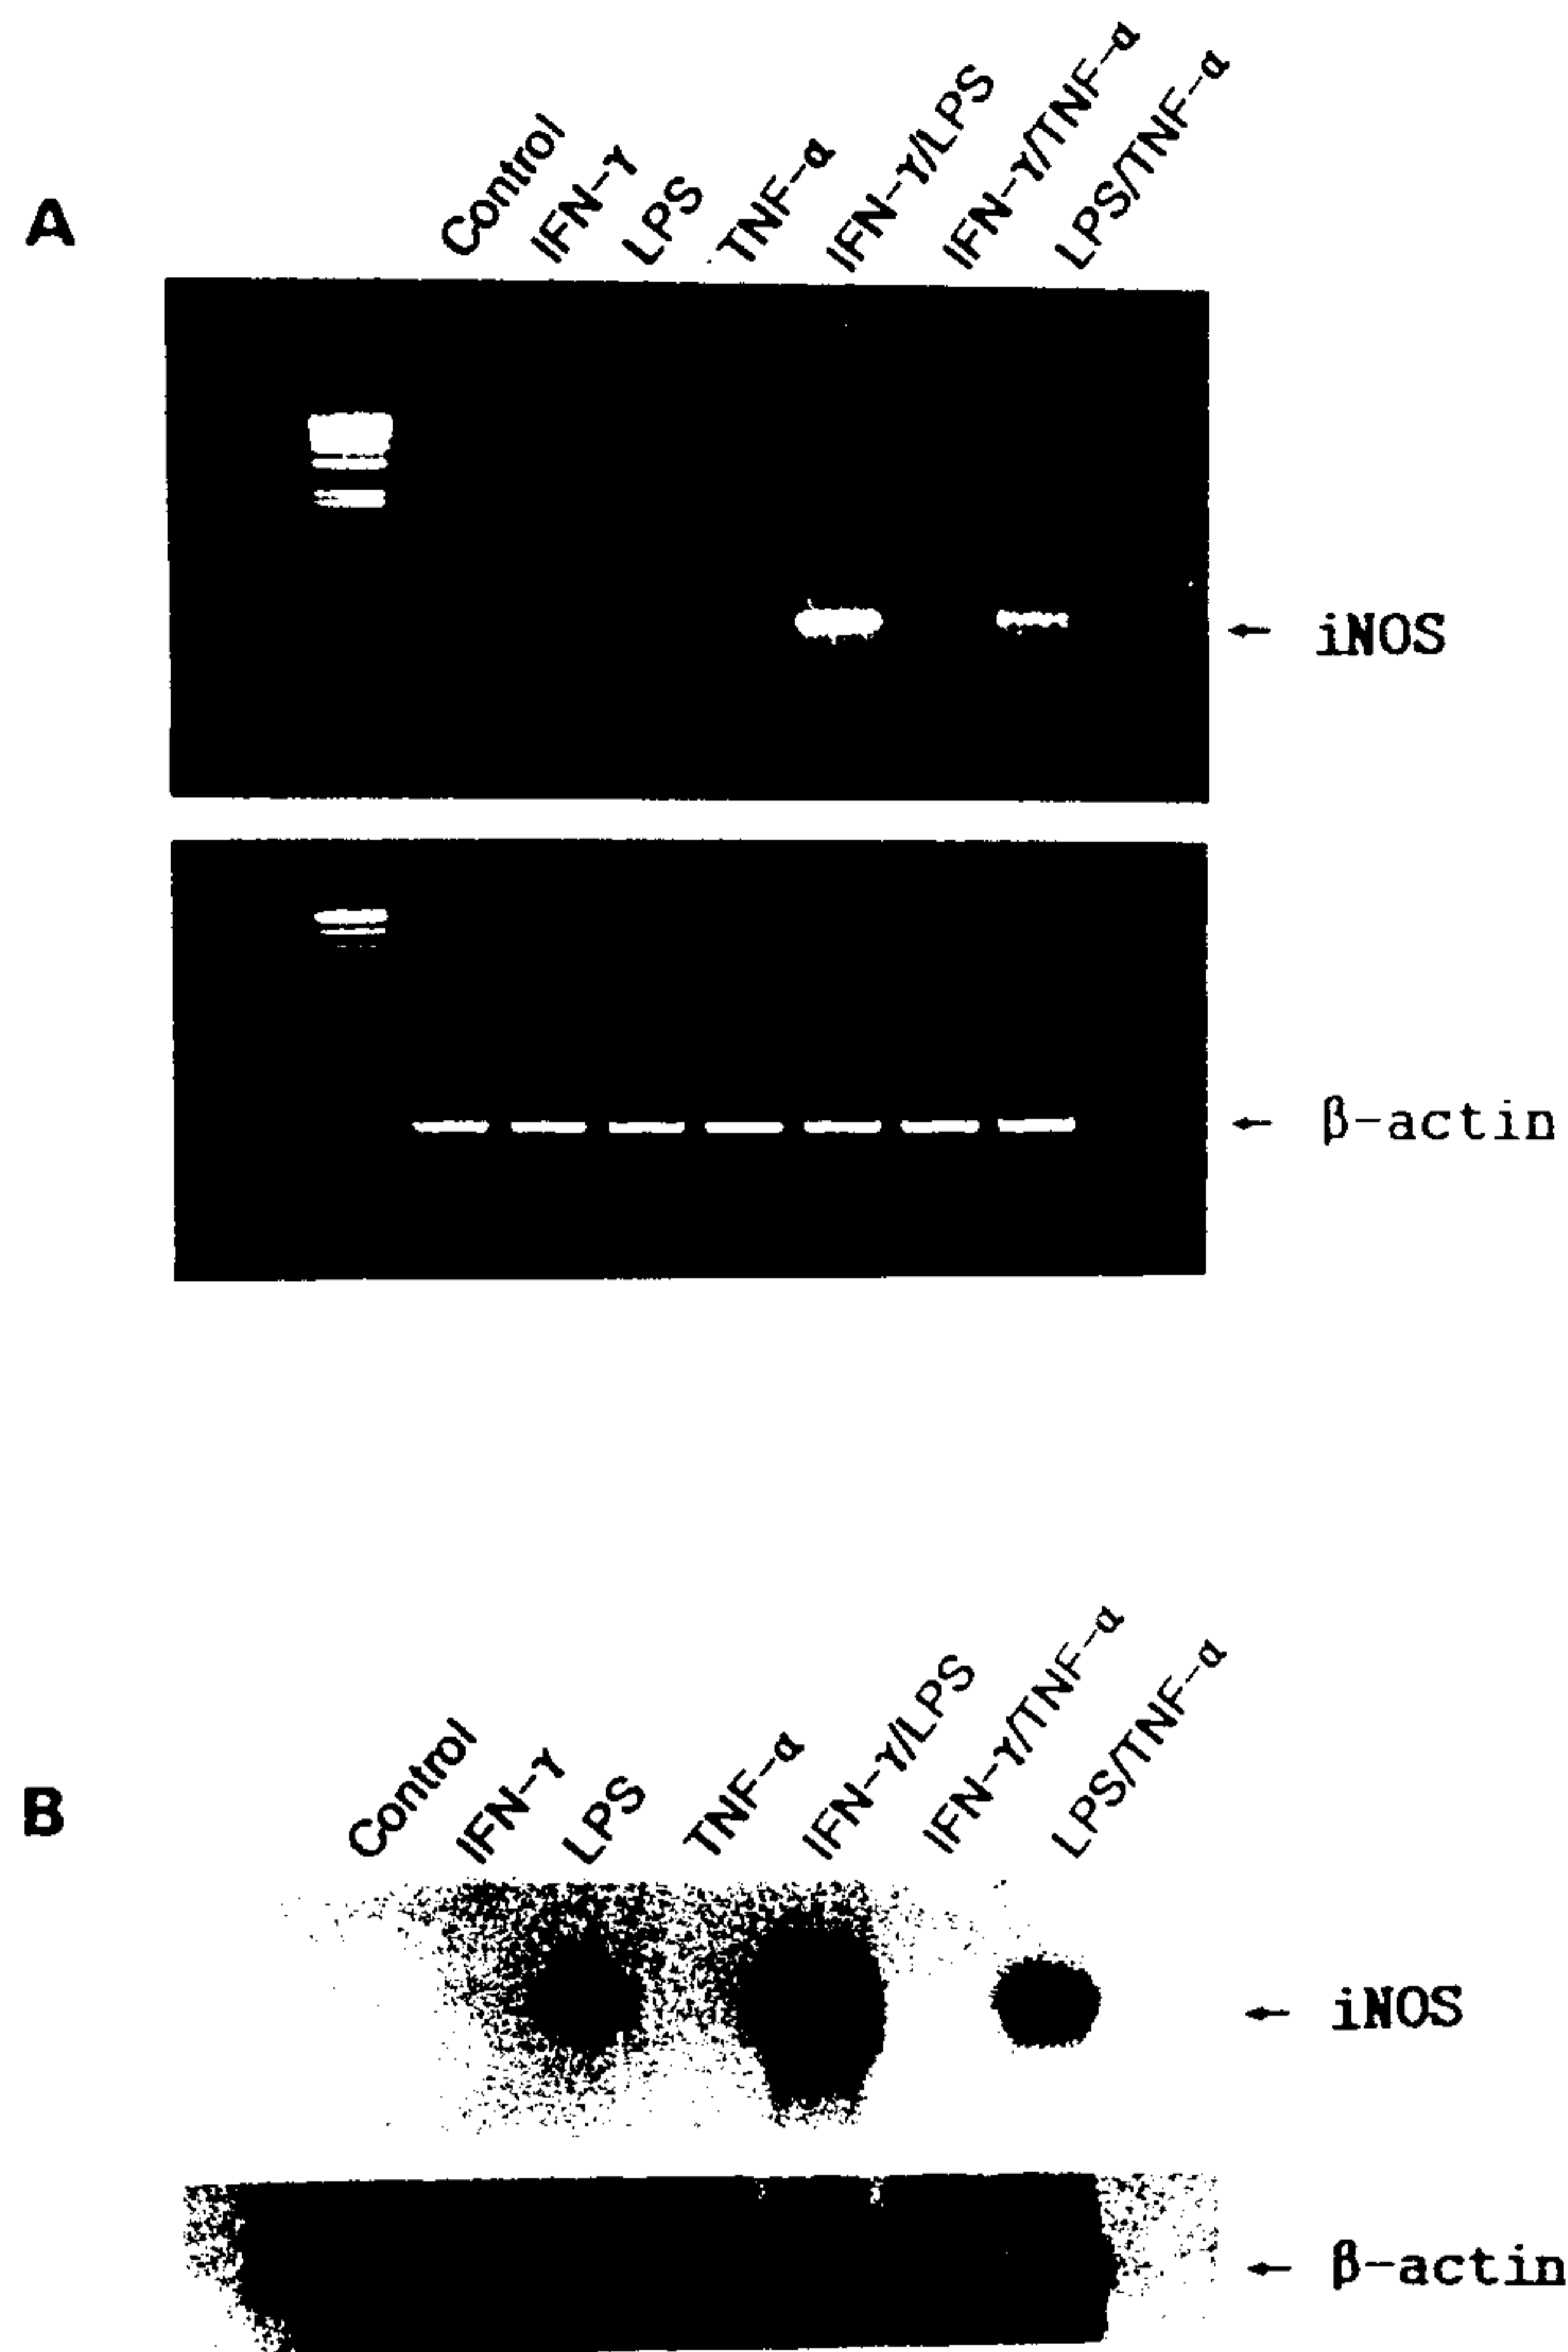 A
Control
IFN-γ
LPS
TNF-α
IFN-γ/LPS
IFN-γ/TNF-α
LPS/TNF-α
iNOS
β-actin
B
Control
IFN-γ
LPS
TNF-α
IFN-γ/LPS
IFN-γ/TNF-α
LPS/TNF-α
iNOS
β-actin